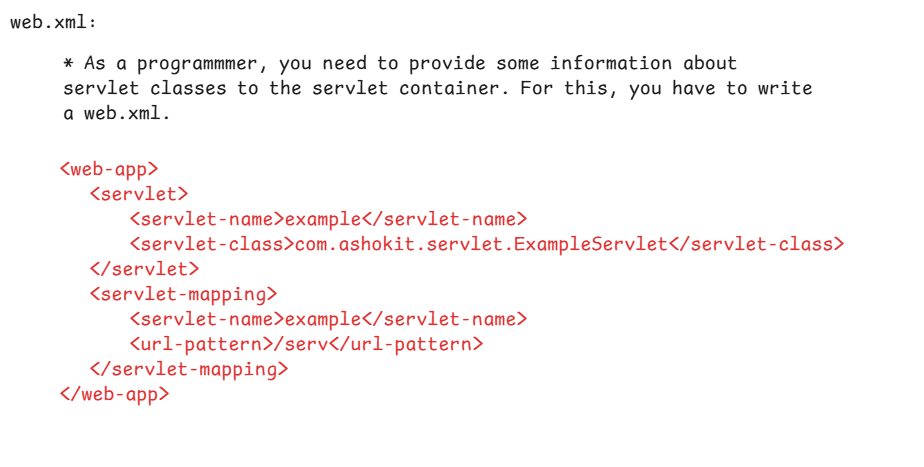 web.xml:
* As a programmmer, you need to provide some information about
servlet classes to the servlet container. For this, you have to write
a web.xml.
<web-app>
<servlet>
<servlet-name>example</servlet-name>
<servlet-class>com.ashokit.servlet.ExampleServlet</servlet-class>
</servlet>
<servlet-mapping>
<servlet-name>example</servlet-name>
<url-pattern>/serv</url-pattern>
</servlet-mapping>
</web-app>